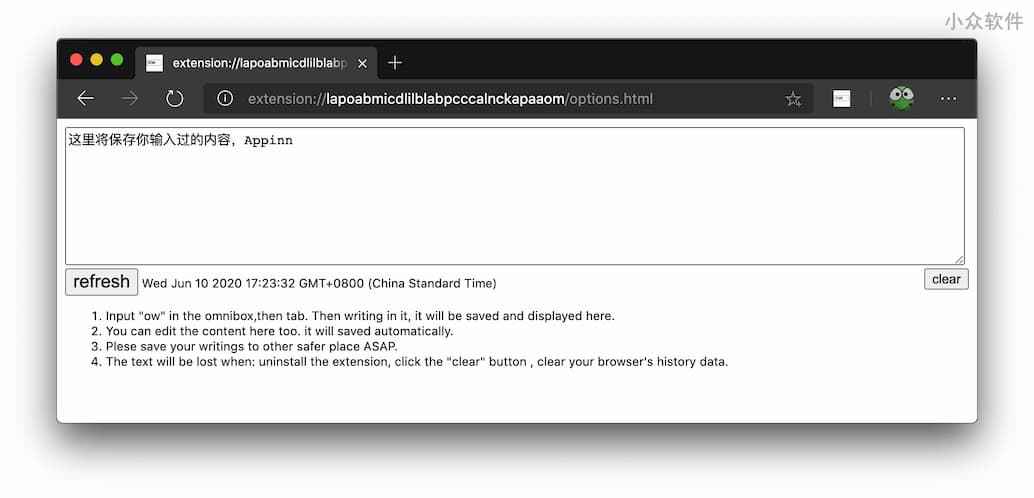 小众软件
extension://lapoabmicdlilblabp
extension://lapoabmicdlilblabpcccalnckapaaom/options.html
这里将保存你输入过的内容，Appinn
refresh Wed Jun 10 2020 17:23:32 GMT+0800 (China Standard Time) clear
1. Input "ow" in the omnibox,then tab. Then writing in it, it will be saved and displayed here.
2. You can edit the content here too. it will saved automatically.
3. Plese save your writings to other safer place ASAP.
4. The text will be lost when: uninstall the extension, click the "clear" button , clear your browser's history data.